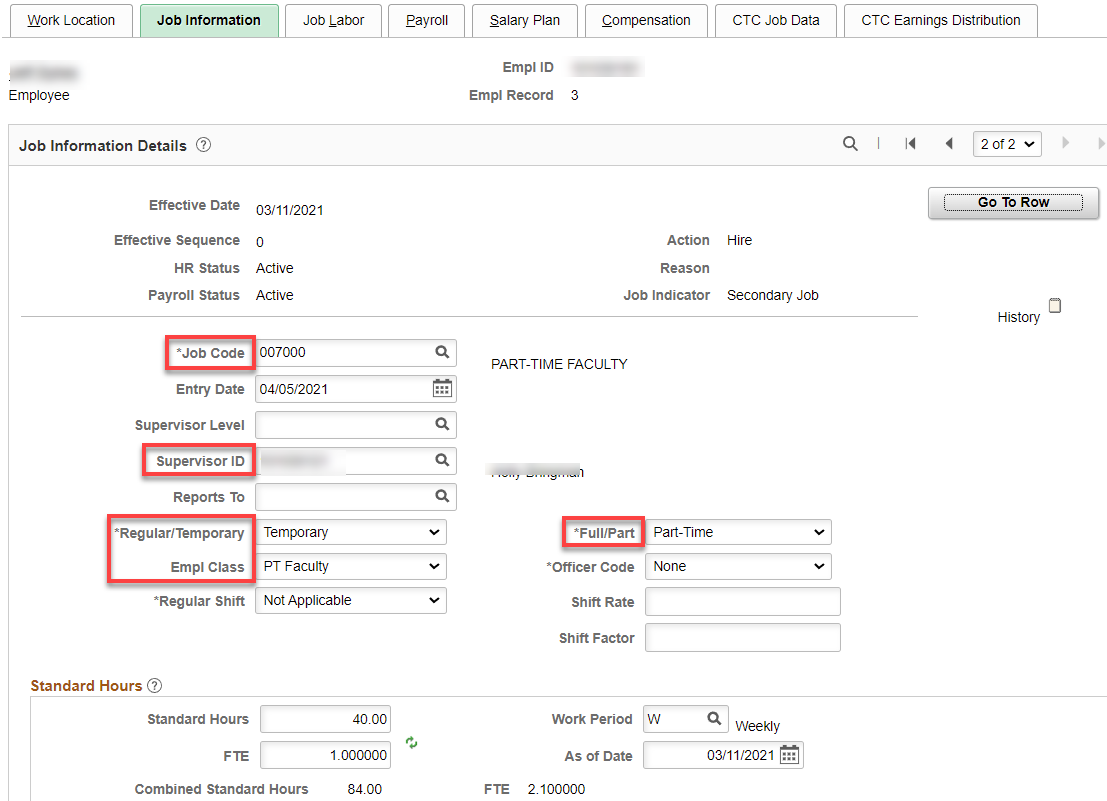 Work Location Job Information Job Labor Payroll Salary Plan Compensation CTC Job Data CTC Earnings Distribution
Empl ID
Employee Empl Record 3
Job Information Details 2 of 2
Go To Row
Effective Date 03/11/2021
Effective Sequence 0 Action Hire
HR Status Active Reason
Payroll Status Active Job Indicator Secondary Job
History
*Job Code 007000 PART-TIME FACULTY
Entry Date 04/05/2021
Supervisor Level
Supervisor ID
Reports To
*Regular/Temporary Temporary *Full/Part Part-Time
Empl Class PT Faculty *Officer Code None
*Regular Shift Not Applicable Shift Rate
Shift Factor
Standard Hours
Standard Hours 40.00 Work Period W Weekly
FTE 1.000000 As of Date 03/11/2021
Combined Standard Hours 84.00 FTE 2.100000